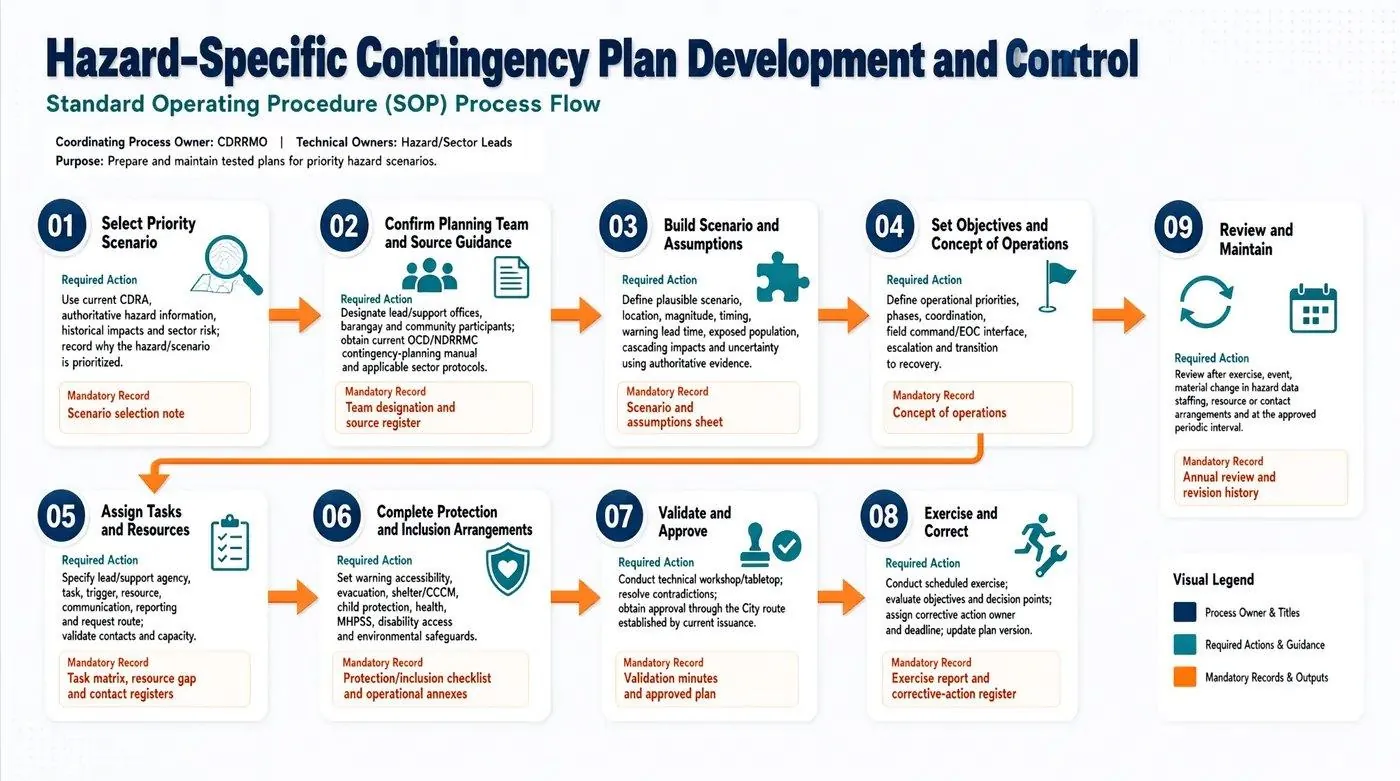 Hazard-Specific Contingency Plan Development and Control
Standard Operating Procedure (SOP) Process Flow
Coordinating Process Owner: CDRRMO | Technical Owners: Hazard/Sector Leads
Purpose: Prepare and maintain tested plans for priority hazard scenarios.
01
Select Priority
Scenario
Required Action
Use current CDRA,
authoritative hazard information,
historical impacts and sector risk;
record why the hazard/scenario
is prioritized.
Mandatory Record
Scenario selection note
02
Confirm Planning Team
and Source Guidance
Required Action
Designate lead/support offices,
barangay and community participants;
obtain current OCD/NDRRMC
contingency-planning manual
and applicable sector protocols.
Mandatory Record
Team designation and
source register
03
Build Scenario and
Assumptions
Required Action
Define plausible scenario,
location, magnitude, timing,
warning lead time, exposed population,
cascading impacts and uncertainty
using authoritative evidence.
Mandatory Record
Scenario and
assumptions sheet
04
Set Objectives and
Concept of Operations
Required Action
Define operational priorities,
phases, coordination,
field command/EOC interface,
escalation and transition
to recovery.
Mandatory Record
Concept of operations
05
Assign Tasks
and Resources
Required Action
Specify lead/support agency,
task, trigger, resource,
communication, reporting
and request route;
validate contacts and capacity.
Mandatory Record
Task matrix, resource gap
and contact registers
06
Complete Protection
and Inclusion Arrangements
Required Action
Set warning accessibility,
evacuation, shelter/CCCM,
child protection, health,
MHPSS, disability access
and environmental safeguards.
Mandatory Record
Protection/inclusion checklist
and operational annexes
07
Validate and
Approve
Required Action
Conduct technical workshop/tabletop;
resolve contradictions;
obtain approval through the City route
established by current issuance.
Mandatory Record
Validation minutes
and approved plan
08
Exercise and
Correct
Required Action
Conduct scheduled exercise;
evaluate objectives and decision points;
assign corrective action owner
and deadline; update plan version.
Mandatory Record
Exercise report and
corrective-action register
09
Review and
Maintain
Required Action
Review after exercise, event,
material change in hazard data
staffing, resource or contact
arrangements and at the approved
periodic interval.
Mandatory Record
Annual review and
revision history
Visual Legend
Process Owner & Titles
Required Actions & Guidance
Mandatory Records & Outputs